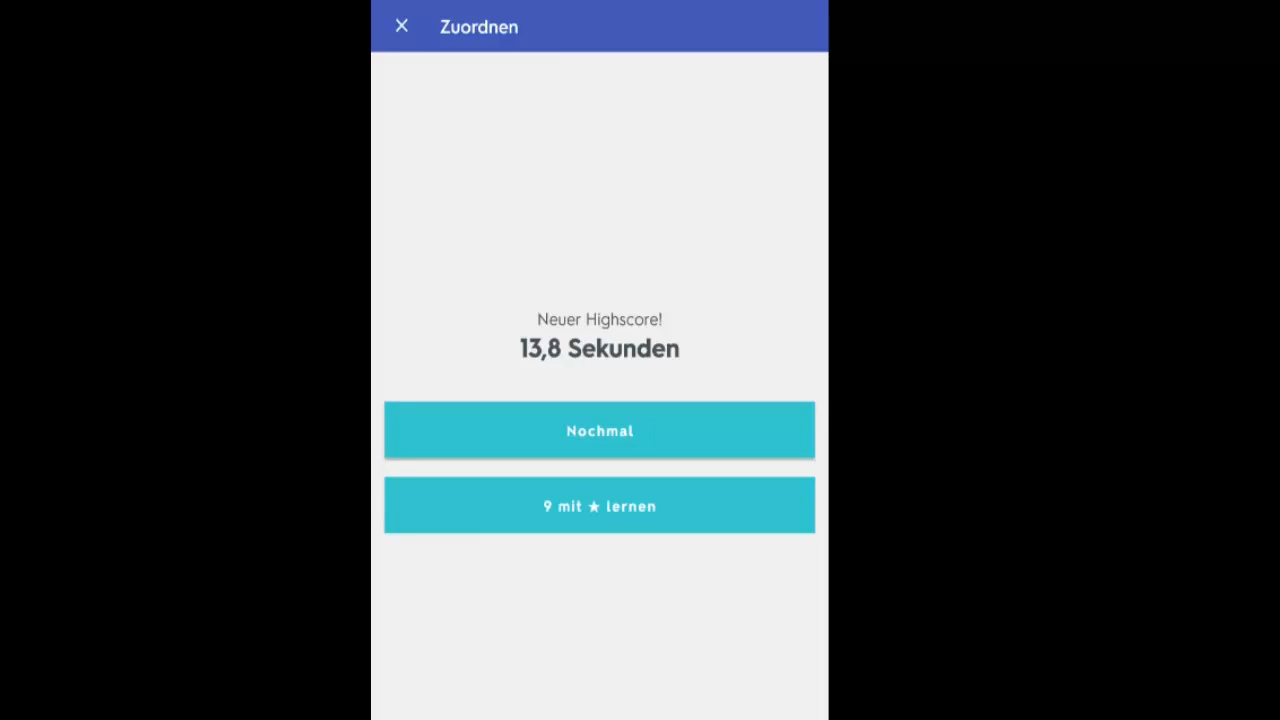 Zuordnen
Neuer Highscore!
13,8 Sekunden
Nochmal
9 mit ★ lernen